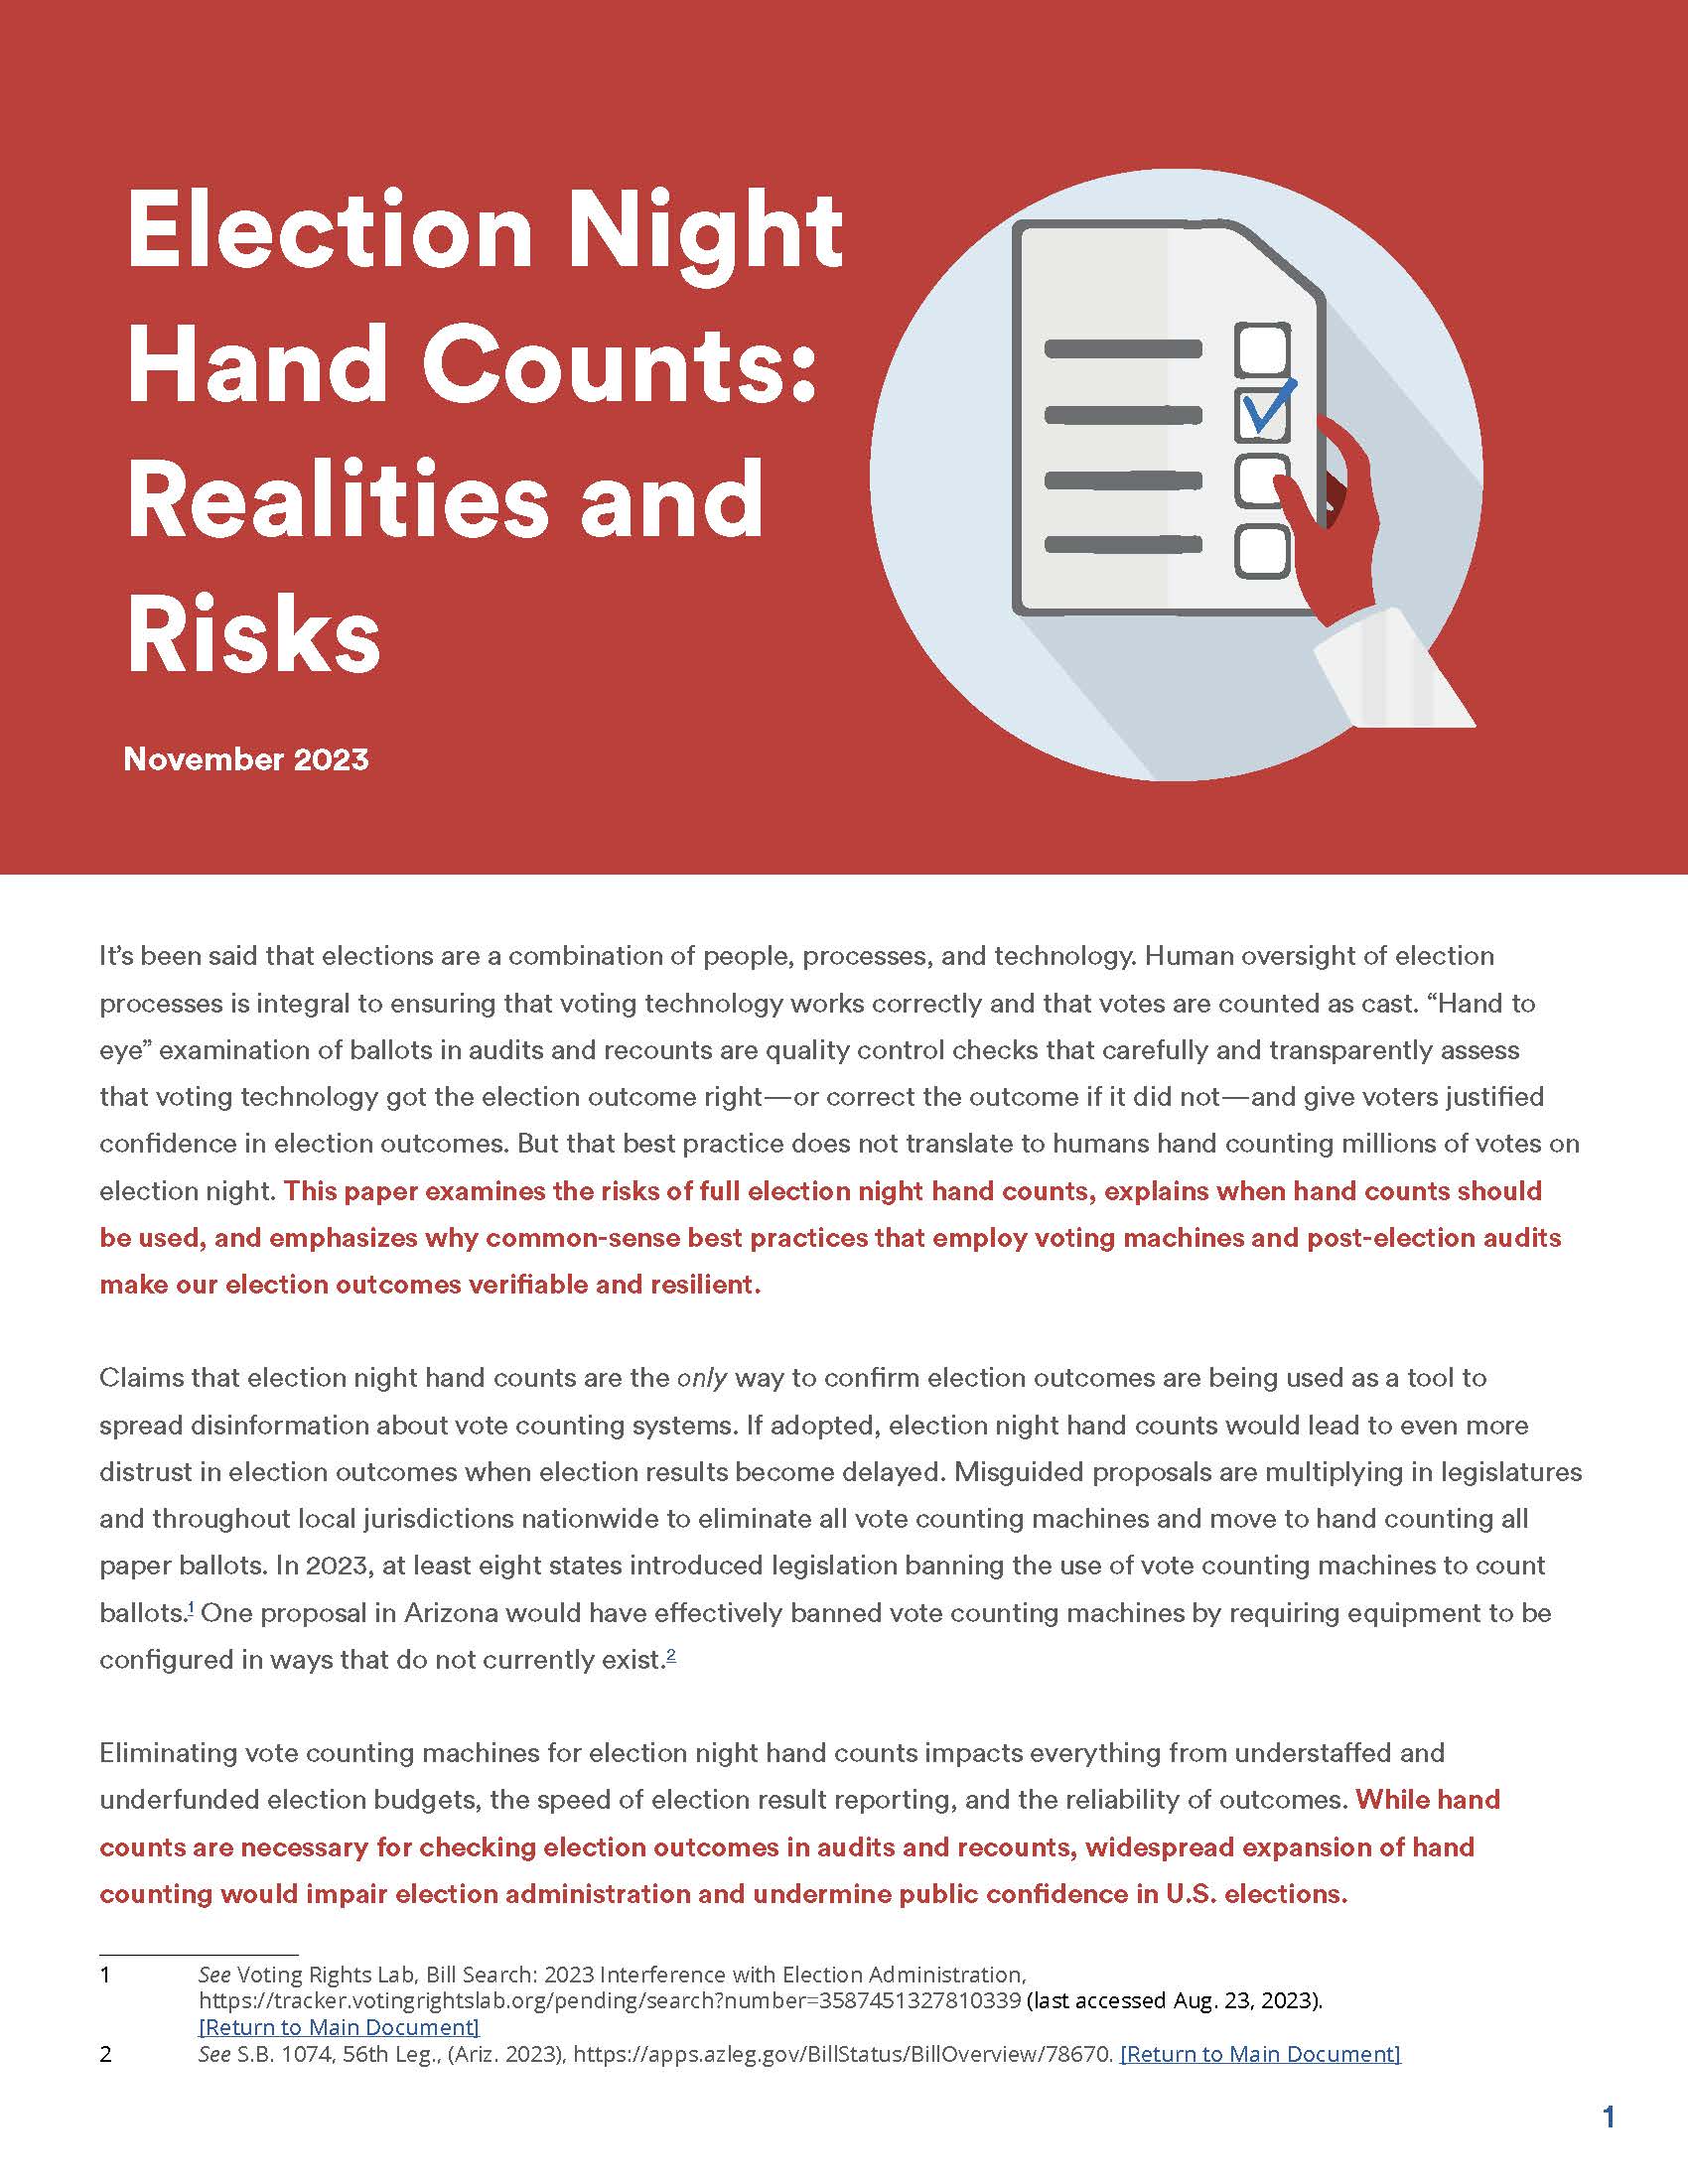 Election Night
Hand Counts:
Realities and
Risks
November 2023
It’s been said that elections are a combination of people, processes, and technology. Human oversight of election
processes is integral to ensuring that voting technology works correctly and that votes are counted as cast. “Hand to
eye” examination of ballots in audits and recounts are quality control checks that carefully and transparently assess
that voting technology got the election outcome right—or correct the outcome if it did not—and give voters justified
confidence in election outcomes. But that best practice does not translate to humans hand counting millions of votes on
election night. This paper examines the risks of full election night hand counts, explains when hand counts should
be used, and emphasizes why common-sense best practices that employ voting machines and post-election audits
make our election outcomes verifiable and resilient.
Claims that election night hand counts are the only way to confirm election outcomes are being used as a tool to
spread disinformation about vote counting systems. If adopted, election night hand counts would lead to even more
distrust in election outcomes when election results become delayed. Misguided proposals are multiplying in legislatures
and throughout local jurisdictions nationwide to eliminate all vote counting machines and move to hand counting all
paper ballots. In 2023, at least eight states introduced legislation banning the use of vote counting machines to count
ballots.1 One proposal in Arizona would have effectively banned vote counting machines by requiring equipment to be
configured in ways that do not currently exist.2
Eliminating vote counting machines for election night hand counts impacts everything from understaffed and
underfunded election budgets, the speed of election result reporting, and the reliability of outcomes. While hand
counts are necessary for checking election outcomes in audits and recounts, widespread expansion of hand
counting would impair election administration and undermine public confidence in U.S. elections.
1 See Voting Rights Lab, Bill Search: 2023 Interference with Election Administration,
https://tracker.votingrightslab.org/pending/search?number=3587451327810339 (last accessed Aug. 23, 2023).
[Return to Main Document]
2 See S.B. 1074, 56th Leg., (Ariz. 2023), https://apps.azleg.gov/BillStatus/BillOverview/78670. [Return to Main Document]
1